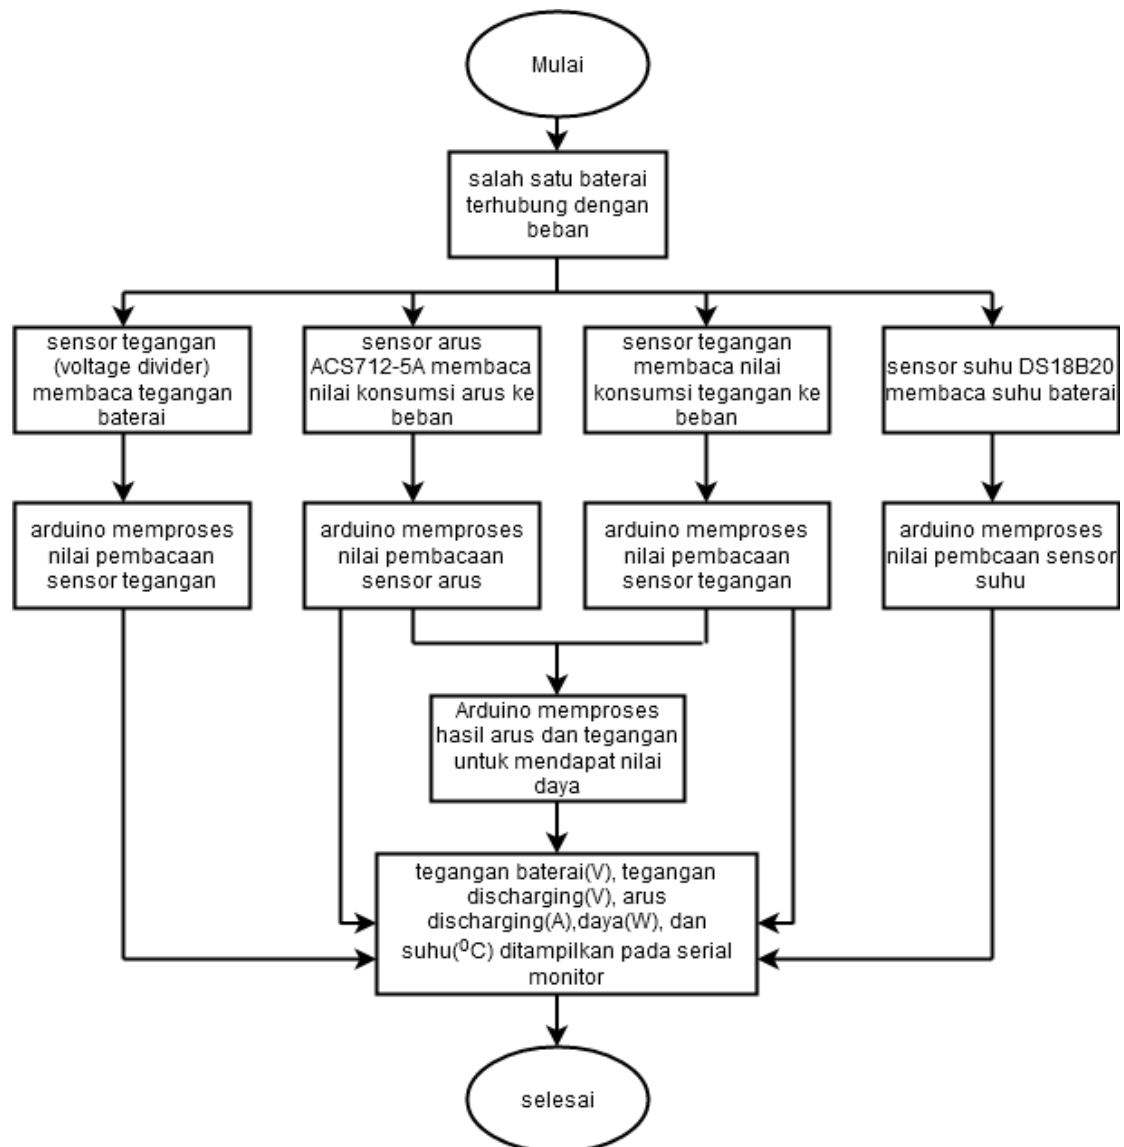 Mulai
salah satu baterai
terhubung dengan
beban
sensor tegangan
(voltage divider)
membaca tegangan
baterai
sensor arus
ACS712-5A membaca
nilai konsumsi arus ke
beban
sensor tegangan
membaca nilai
konsumsi tegangan ke
beban
sensor suhu DS18B20
membaca suhu baterai
arduino memproses
nilai pembacaan
sensor tegangan
arduino memproses
nilai pembacaan
sensor arus
arduino memproses
nilai pembacaan
sensor tegangan
arduino memproses
nilai pembcaan sensor
suhu
Arduino memproses
hasil arus dan tegangan
untuk mendapat nilai
daya
tegangan baterai(V), tegangan
discharging(V), arus
discharging(A),daya(W), dan
suhu(⁰C) ditampilkan pada serial
monitor
selesai